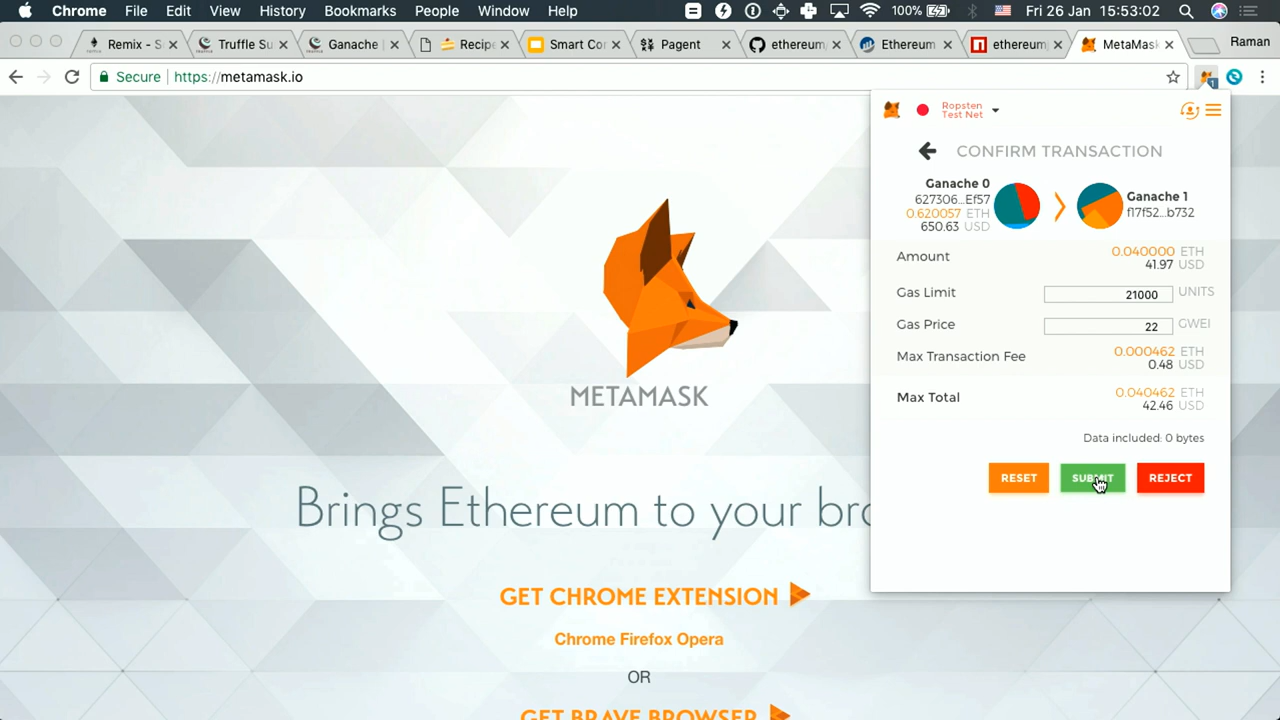 Chrome File Edit View History Bookmarks People Window Help 100% Fri 26 Jan 15:53:02
Remix - Truffle Su Ganache Recipe Smart Co Pagent ethereum/ Ethereum ethereum MetaMas Raman
Secure | https://metamask.io
Ropsten
Test Net
CONFIRM TRANSACTION
Ganache 0
627306...Ef57
0.620057 ETH
650.63 USD
Ganache 1
f17f52...b732
Amount 0.040000 ETH
41.97 USD
Gas Limit 21000 UNITS
Gas Price 22 GWEI
Max Transaction Fee 0.000462 ETH
0.48 USD
Max Total 0.040462 ETH
42.46 USD
Data included: 0 bytes
RESET SUBMIT REJECT
METAMASK
Brings Ethereum to your bro
GET CHROME EXTENSION
Chrome Firefox Opera
OR
GET BRAVE BROWSER